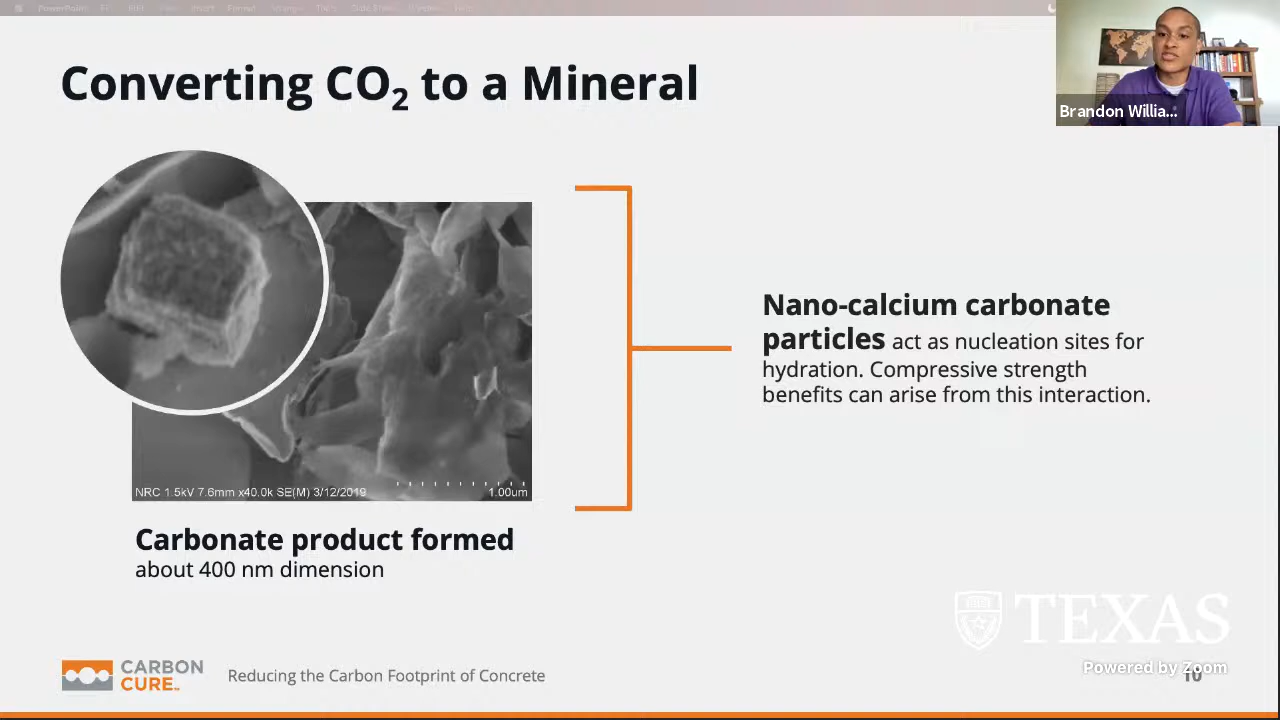 PowerPoint
Converting CO₂ to a Mineral
Brandon Willia...
Nano-calcium carbonate
particles act as nucleation sites for
hydration. Compressive strength
benefits can arise from this interaction.
NRC 1.5kV 7.6mm x40.0k SE(M) 3/12/2019
1.00um
Carbonate product formed
about 400 nm dimension
TEXAS
CARBON
CURE™
Reducing the Carbon Footprint of Concrete
Powered by Zoom
10